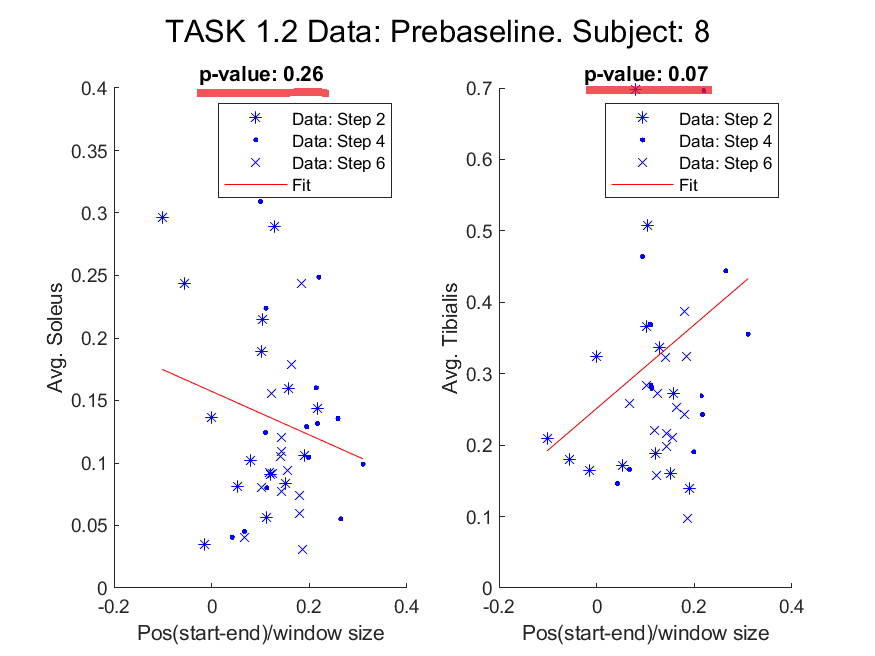 TASK 1.2 Data: Prebaseline. Subject: 8
p-value: 0.26
0.4
0.35
0.3
0.25
0.2
0.15
0.1
0.05
0
Avg. Soleus
Data: Step 2
Data: Step 4
Data: Step 6
Fit
-0.2
0
0.2
0.4
Pos(start-end)/window size
p-value: 0.07
0.7
0.6
0.5
0.4
0.3
0.2
0.1
0
Avg. Tibialis
Data: Step 2
Data: Step 4
Data: Step 6
Fit
-0.2
0
0.2
0.4
Pos(start-end)/window size